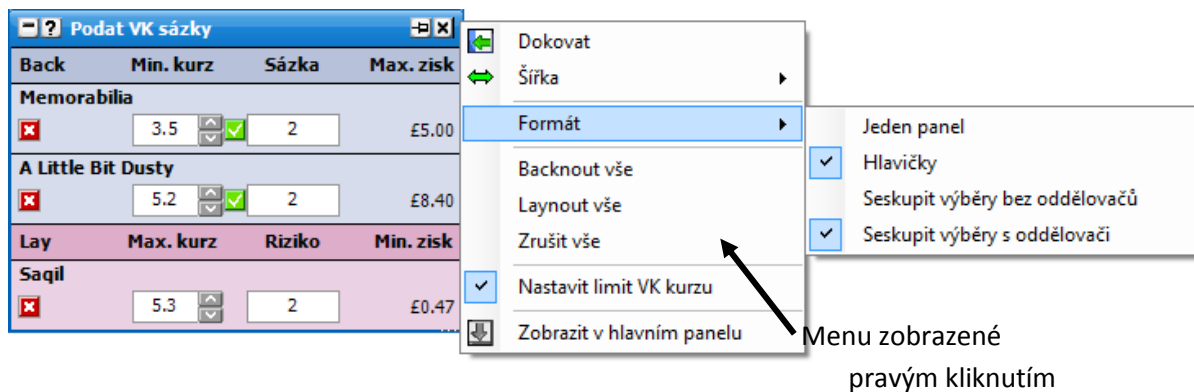 Podat VK sázky
Back Min. kurz Sázka Max. zisk
Memorabilia
3.5 2 £5.00
A Little Bit Dusty
5.2 2 £8.40
Lay Max. kurz Riziko Min. zisk
Saqil
5.3 2 £0.47
Dokovat
Šířka
Formát
Backnout vše
Laynout vše
Zrušit vše
Nastavit limit VK kurzu
Zobrazit v hlavním panelu
Jeden panel
Hlavičky
Seskupit výběry bez oddělovačů
Seskupit výběry s oddělovači
Menu zobrazené
pravým kliknutím